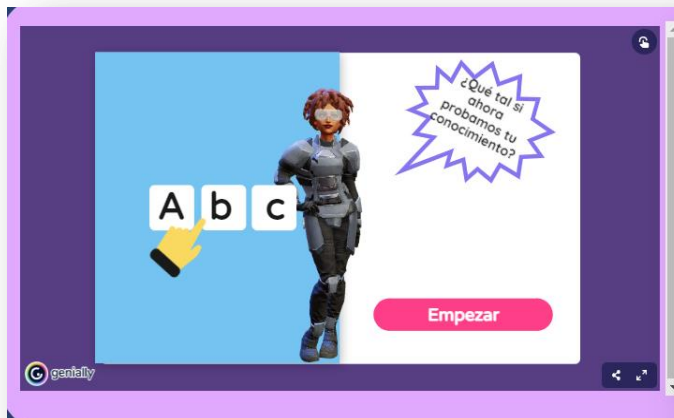 ¿Qué tal si
ahora
probamos tu
conocimiento?
A b c
Empezar
G genially